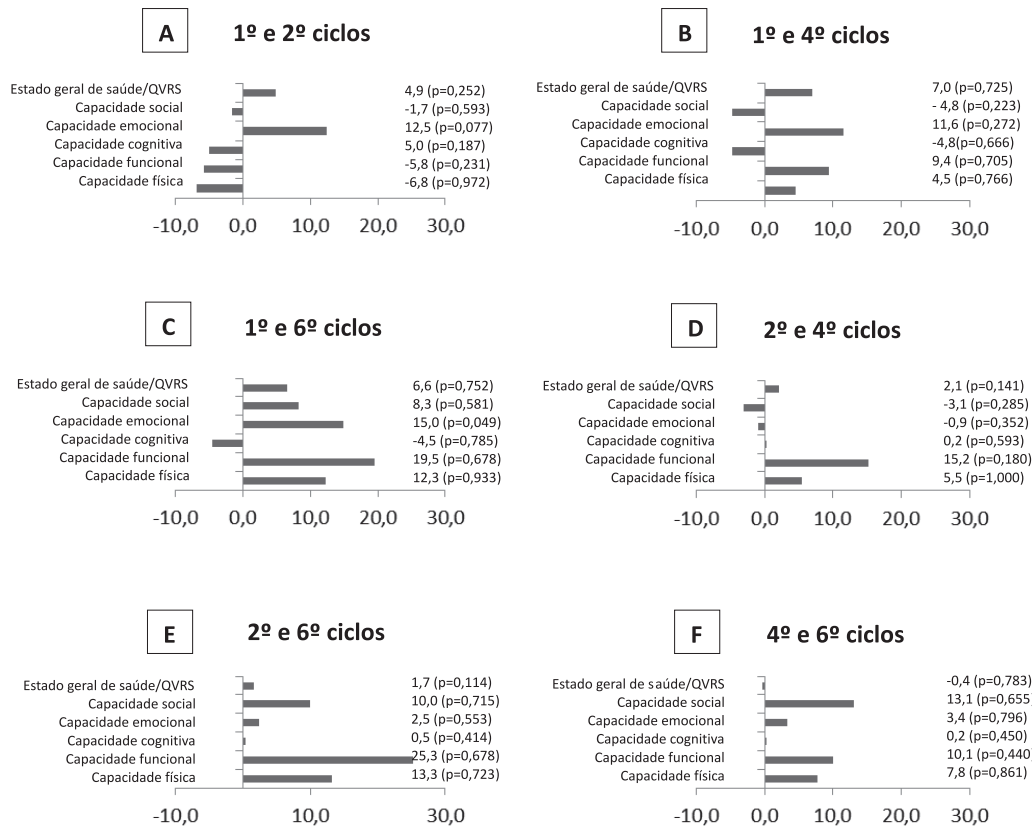 A 1º e 2º ciclos
Estado geral de saúde/QVRS 4,9 (p=0,252)
Capacidade social -1,7 (p=0,593)
Capacidade emocional 12,5 (p=0,077)
Capacidade cognitiva 5,0 (p=0,187)
Capacidade funcional -5,8 (p=0,231)
Capacidade física -6,8 (p=0,972)
-10,0 0,0 10,0 20,0 30,0
B 1º e 4º ciclos
Estado geral de saúde/QVRS 7,0 (p=0,725)
Capacidade social - 4,8 (p=0,223)
Capacidade emocional 11,6 (p=0,272)
Capacidade cognitiva -4,8(p=0,666)
Capacidade funcional 9,4 (p=0,705)
Capacidade física 4,5 (p=0,766)
-10,0 0,0 10,0 20,0 30,0
C 1º e 6º ciclos
Estado geral de saúde/QVRS 6,6 (p=0,752)
Capacidade social 8,3 (p=0,581)
Capacidade emocional 15,0 (p=0,049)
Capacidade cognitiva -4,5 (p=0,785)
Capacidade funcional 19,5 (p=0,678)
Capacidade física 12,3 (p=0,933)
-10,0 0,0 10,0 20,0 30,0
D 2º e 4º ciclos
Estado geral de saúde/QVRS 2,1 (p=0,141)
Capacidade social -3,1 (p=0,285)
Capacidade emocional -0,9 (p=0,352)
Capacidade cognitiva 0,2 (p=0,593)
Capacidade funcional 15,2 (p=0,180)
Capacidade física 5,5 (p=1,000)
-10,0 0,0 10,0 20,0 30,0
E 2º e 6º ciclos
Estado geral de saúde/QVRS 1,7 (p=0,114)
Capacidade social 10,0 (p=0,715)
Capacidade emocional 2,5 (p=0,553)
Capacidade cognitiva 0,5 (p=0,414)
Capacidade funcional 25,3 (p=0,678)
Capacidade física 13,3 (p=0,723)
-10,0 0,0 10,0 20,0 30,0
F 4º e 6º ciclos
Estado geral de saúde/QVRS -0,4 (p=0,783)
Capacidade social 13,1 (p=0,655)
Capacidade emocional 3,4 (p=0,796)
Capacidade cognitiva 0,2 (p=0,450)
Capacidade funcional 10,1 (p=0,440)
Capacidade física 7,8 (p=0,861)
-10,0 0,0 10,0 20,0 30,0